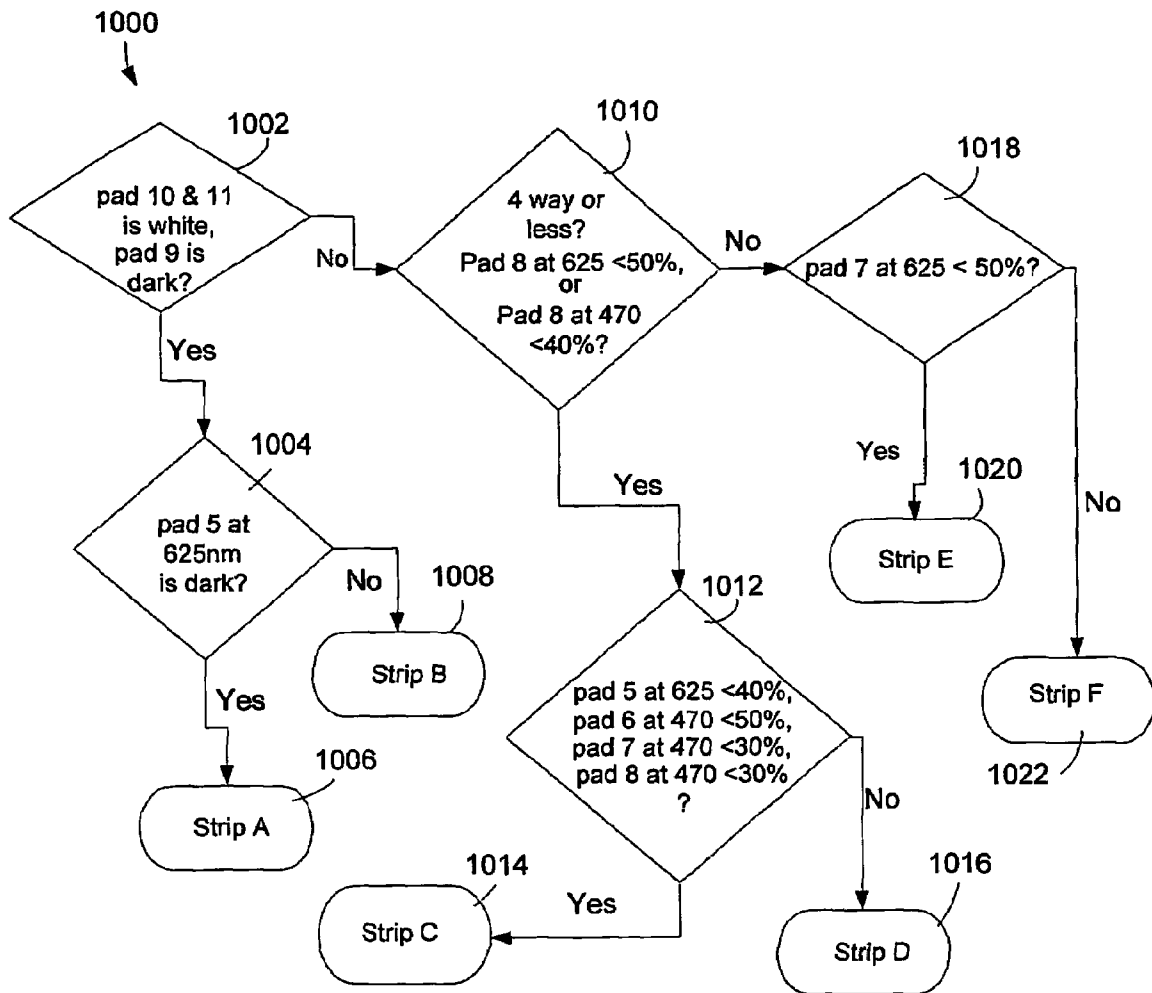 1000
1002
pad 10 & 11
is white,
pad 9 is
dark?
No
Yes
1010
4 way or
less?
Pad 8 at 625 <50%,
or
Pad 8 at 470
<40%?
No
Yes
1018
pad 7 at 625 < 50%?
Yes
No
1004
pad 5 at
625nm
is dark?
No
Yes
1008
Strip B
1006
Strip A
1012
pad 5 at 625 <40%,
pad 6 at 470 <50%,
pad 7 at 470 <30%,
pad 8 at 470 <30%
?
Yes
No
1014
Strip C
1016
Strip D
1020
Strip E
Strip F
1022